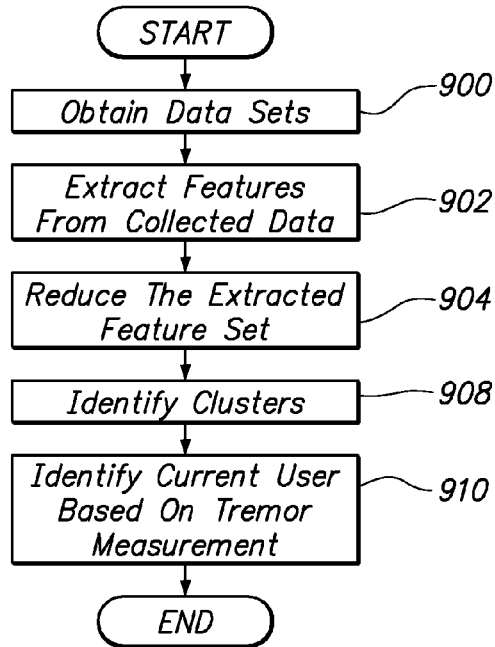 START
Obtain Data Sets
900
Extract Features
From Collected Data
902
Reduce The Extracted
Feature Set
904
Identify Clusters
908
Identify Current User
Based On Tremor
Measurement
910
END